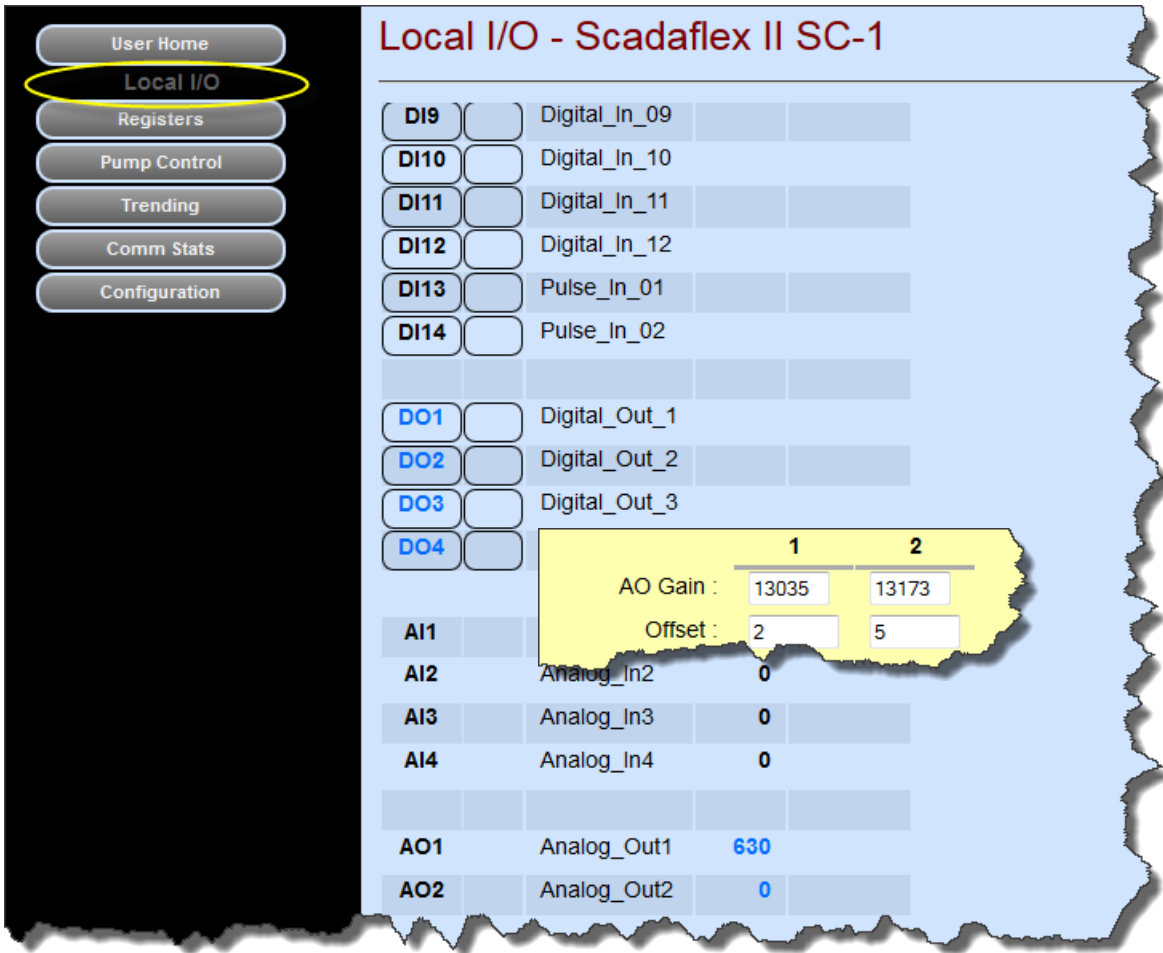 User Home
Local I/O
Registers
Pump Control
Trending
Comm Stats
Configuration
Local I/O - Scadaflex II SC-1
DI9 Digital_In_09
DI10 Digital_In_10
DI11 Digital_In_11
DI12 Digital_In_12
DI13 Pulse_In_01
DI14 Pulse_In_02
DO1 Digital_Out_1
DO2 Digital_Out_2
DO3 Digital_Out_3
DO4
1 2
AO Gain : 13035 13173
Offset : 2 5
AI1
AI2 Analog_In2 0
AI3 Analog_In3 0
AI4 Analog_In4 0
AO1 Analog_Out1 630
AO2 Analog_Out2 0